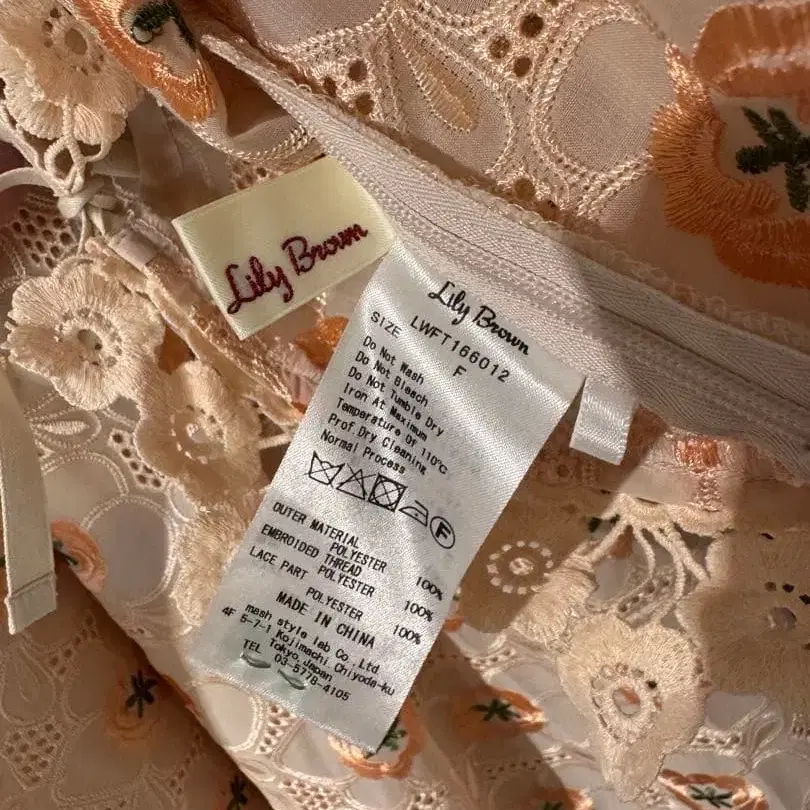 Lily Brown
Lily Brown
LWFT166012
SIZE F
Do Not Wash
Do Not Bleach
Do Not Tumble Dry
Iron At Maximum
Temperature Of 110°C
Prof.Dry Cleaning
Normal Process
F
OUTER MATERIAL
POLYESTER 100%
EMBROIDED THREAD
POLYESTER 100%
LACE PART
POLYESTER 100%
MADE IN CHINA
mash style lab Co.,Ltd
4F 5-7-1 Kojimachi Chiyoda-ku
Tokyo.Japan
TEL 03-5778-4105